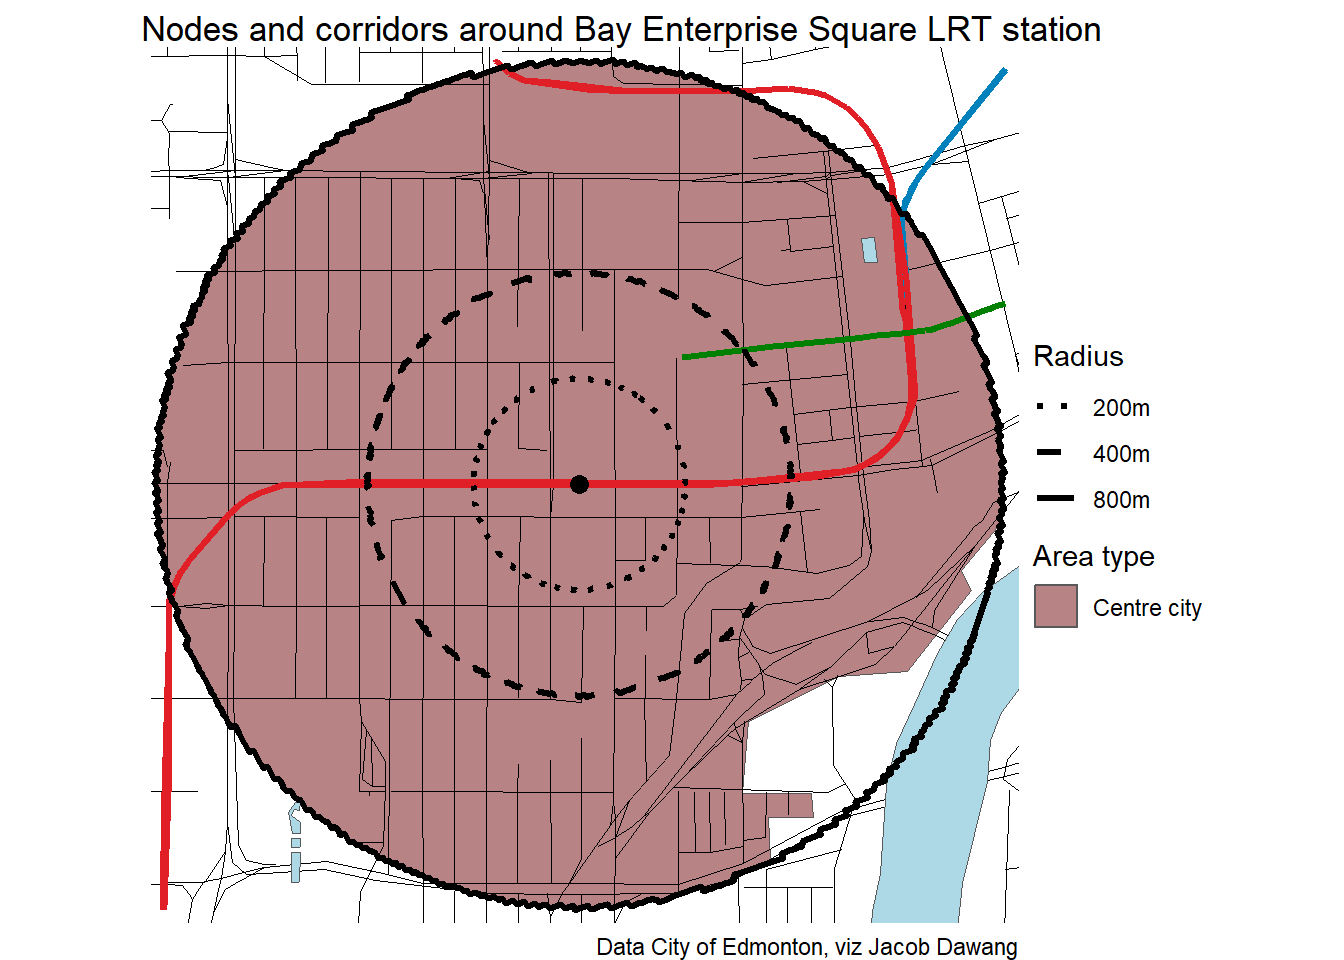 Nodes and corridors around Bay Enterprise Square LRT station
Radius
200m
400m
800m
Area type
Centre city
Data City of Edmonton, viz Jacob Dawang